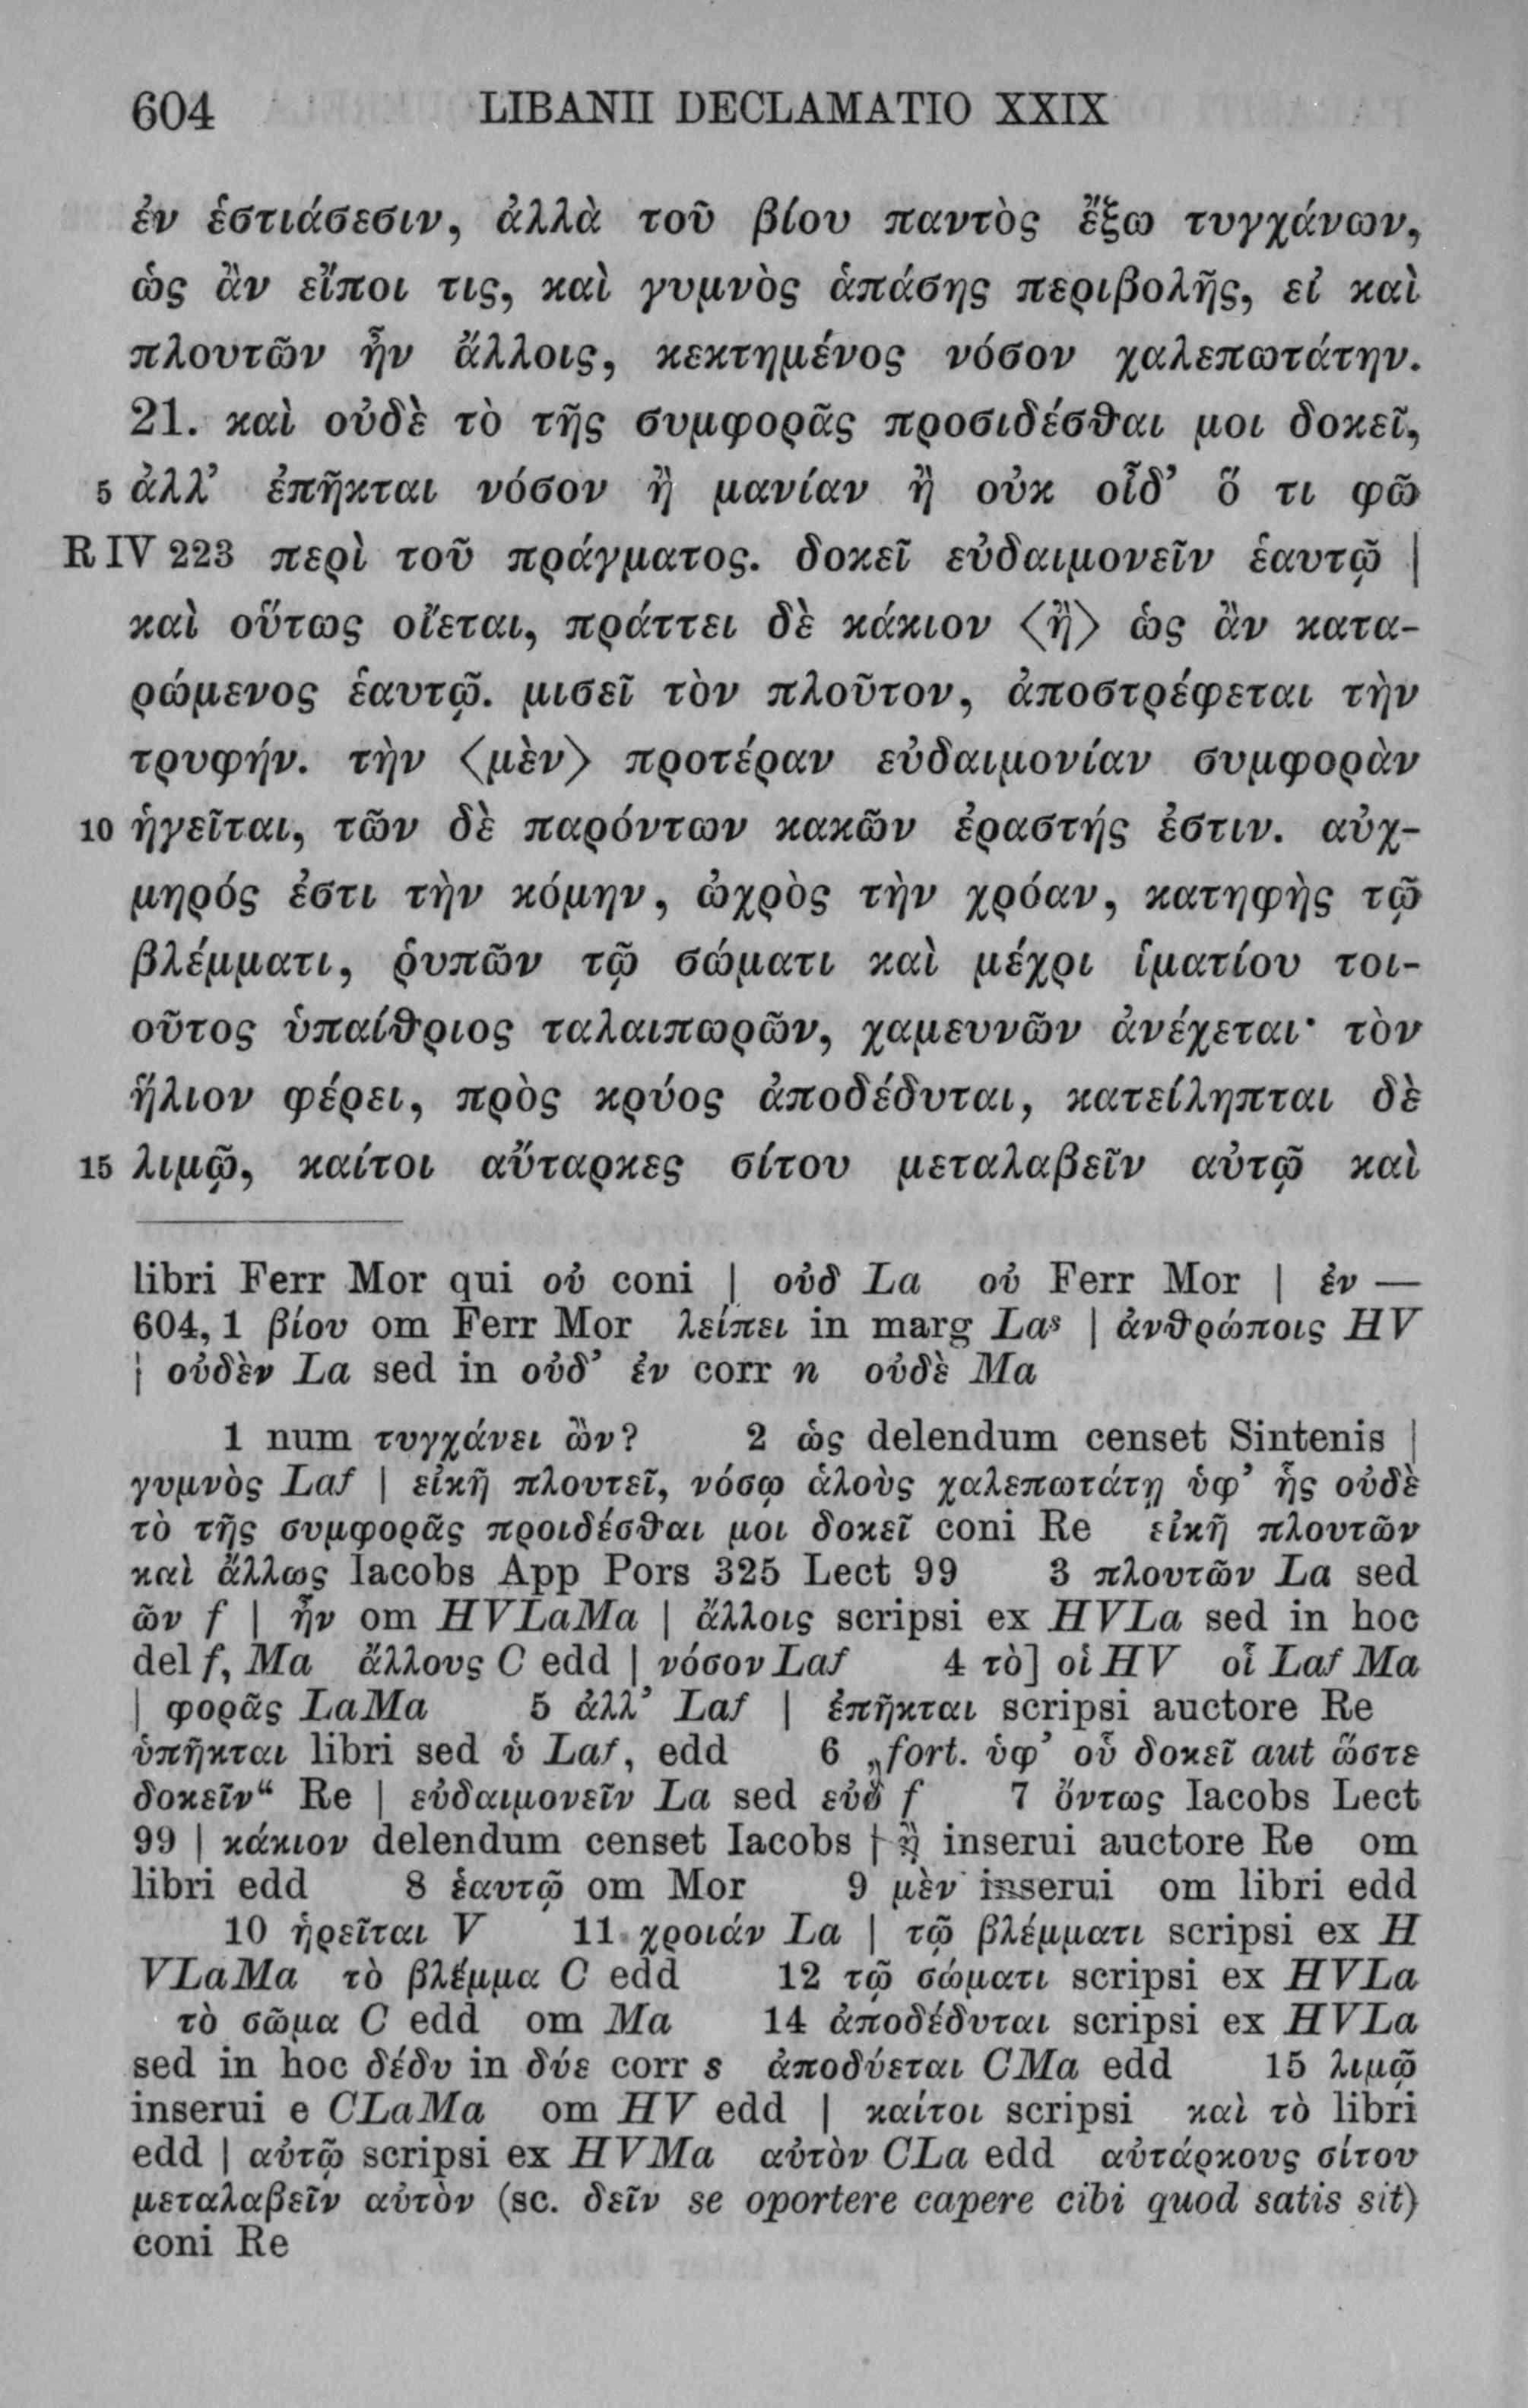 604 LIBANII DECLAMATIO XXIX
ἐν ἑστιάσεσιν, ἀλλὰ τοῦ βίου παντὸς ἔξω τυγχάνων,
ὡς ἂν εἴποι τις, καὶ γυμνὸς ἁπάσης περιβολῆς, εἰ καὶ
πλουτῶν ἦν ἄλλοις, κεκτημένος νόσον χαλεπωτάτην.
21. καὶ οὐδὲ τὸ τῆς συμφορᾶς προσιδέσθαι μοι δοκεῖ,
5 ἀλλ’ ἐπῆκται νόσον ἢ μανίαν ἢ οὐκ οἶδ’ ὅ τι φῶ
R IV 223 περὶ τοῦ πράγματος. δοκεῖ εὐδαιμονεῖν ἑαυτῷ |
καὶ οὕτως οἴεται, πράττει δὲ κάκιον ⟨ἢ⟩ ὡς ἂν κατα-
ρώμενος ἑαυτῷ. μισεῖ τὸν πλοῦτον, ἀποστρέφεται τὴν
τρυφήν. τὴν ⟨μὲν⟩ προτέραν εὐδαιμονίαν συμφορὰν
10 ἡγεῖται, τῶν δὲ παρόντων κακῶν ἐραστής ἐστιν. αὐχ-
μηρός ἐστι τὴν κόμην, ὠχρὸς τὴν χρόαν, κατηφὴς τῷ
βλέμματι, ῥυπῶν τῷ σώματι καὶ μέχρι ἱματίου τοι-
οῦτος ὑπαίθριος ταλαιπωρῶν, χαμευνῶν ἀνέχεται· τὸν
ἥλιον φέρει, πρὸς κρύος ἀποδέδυται, κατείληπται δὲ
15 λιμῷ, καίτοι αὔταρκες σίτου μεταλαβεῖν αὐτῷ καὶ
libri Ferr Mor qui οὐ coni | οὐδ La οὐ Ferr Mor | ἐν —
604, 1 βίου om Ferr Mor λείπει in marg Laˢ | ἀνθρώποις HV
| οὐδὲν La sed in οὐδ’ ἐν corr n οὐδὲ Ma
1 num τυγχάνει ὢν? 2 ὡς delendum censet Sintenis |
γυμνὸς Laf | εἰκῆ πλουτεῖ, νόσῳ ἁλοὺς χαλεπωτάτῃ ὑφ’ ἧς οὐδὲ
τὸ τῆς συμφορᾶς προιδέσθαι μοι δοκεῖ coni Re εἰκῆ πλουτῶν
καὶ ἄλλως Iacobs App Pors 325 Lect 99 3 πλουτῶν La sed
ῶν f | ἦν om HVLaMa | ἄλλοις scripsi ex HVLa sed in hoc
del f, Ma ἄλλους C edd | νόσον Laf 4 τὸ] οἱ HV οἷ Laf Ma
| φορᾶς LaMa 5 ἀλλ’ Laf | ἐπῆκται scripsi auctore Re
ὑπῆκται libri sed ὑ Laf, edd 6 „fort. ὑφ’ οὗ δοκεῖ aut ὥστε
δοκεῖν“ Re | εὐδαιμονεῖν La sed εὐδ f 7 ὄντως Iacobs Lect
99 | κάκιον delendum censet Iacobs | ἢ inserui auctore Re om
libri edd 8 ἑαυτῷ om Mor 9 μὲν inserui om libri edd
10 ἡρεῖται V 11 χροιάν La | τῷ βλέμματι scripsi ex H
VLaMa τὸ βλέμμα C edd 12 τῷ σώματι scripsi ex HVLa
τὸ σῶμα C edd om Ma 14 ἀποδέδυται scripsi ex HVLa
sed in hoc δέδυ in δύε corr s ἀποδύεται CMa edd 15 λιμῷ
inserui e CLaMa om HV edd | καίτοι scripsi καὶ τὸ libri
edd | αὐτῷ scripsi ex HVMa αὐτὸν CLa edd αὐτάρκους σίτου
μεταλαβεῖν αὐτὸν (sc. δεῖν se oportere capere cibi quod satis sit)
coni Re